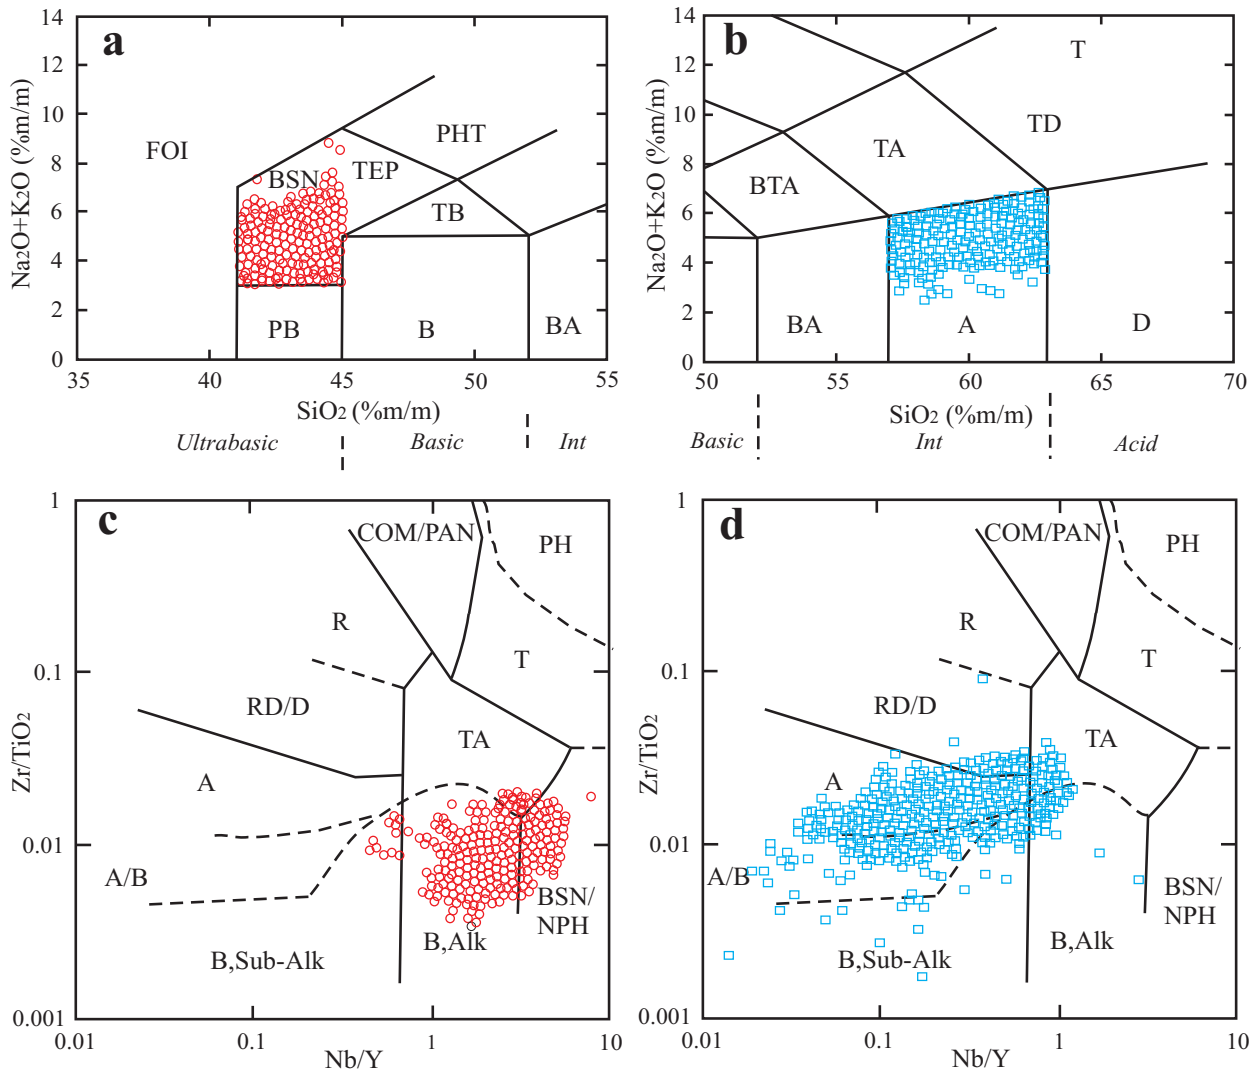 a
14
12
10
8
6
4
2
0
Na2O+K2O (%m/m)
FOI
PHT
BSN
TEP
TB
PB
B
BA
35
40
45
50
55
SiO2 (%m/m)
Ultrabasic
Basic
Int
b
14
12
10
8
6
4
2
0
Na2O+K2O (%m/m)
T
TD
TA
BTA
BA
A
D
50
55
60
65
70
SiO2 (%m/m)
Basic
Int
Acid
c
1
0.1
0.01
0.001
Zr/TiO2
COM/PAN
PH
R
T
RD/D
TA
A
A/B
BSN/
NPH
B,Alk
B,Sub-Alk
0.01
0.1
1
10
Nb/Y
d
1
0.1
0.01
0.001
Zr/TiO2
COM/PAN
PH
R
T
RD/D
TA
A
A/B
BSN/
NPH
B,Alk
B,Sub-Alk
0.01
0.1
1
10
Nb/Y